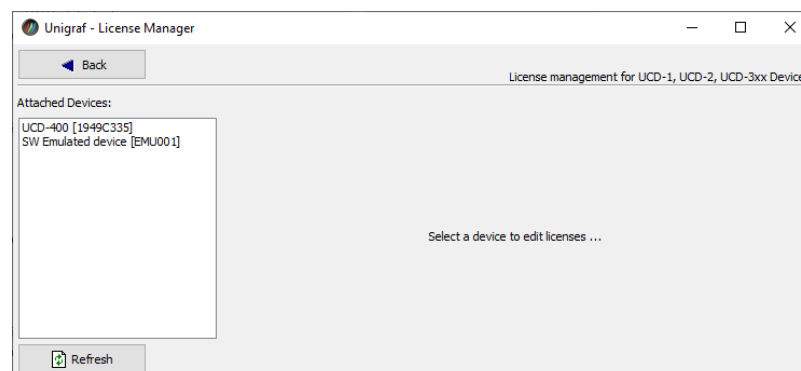 Unigraf - License Manager
Back
License management for UCD-1, UCD-2, UCD-3xx Device
Attached Devices:
UCD-400 [1949C335]
SW Emulated device [EMU001]
Select a device to edit licenses ...
Refresh